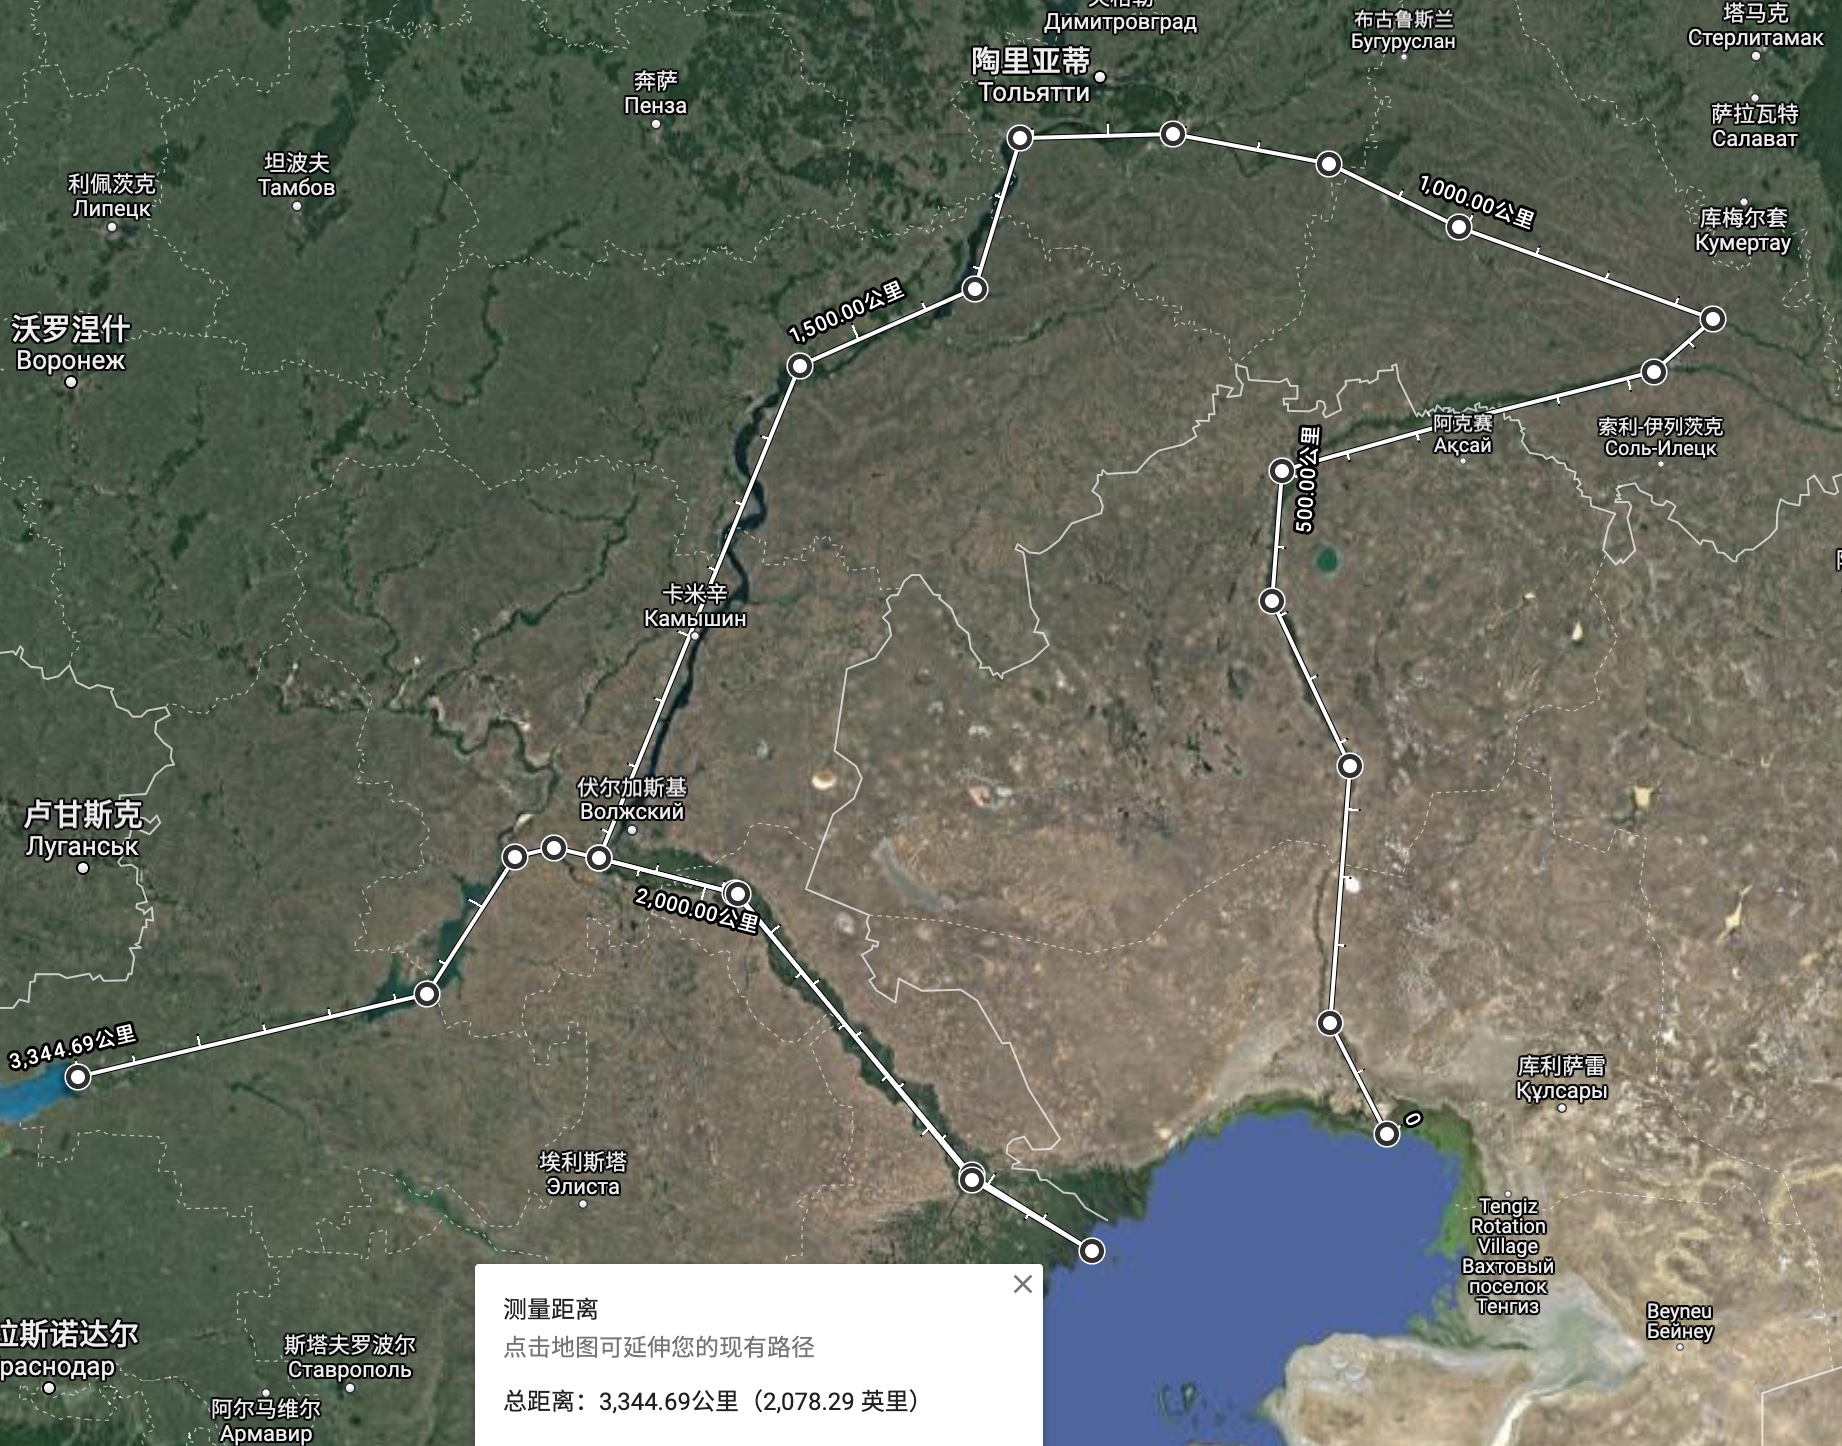 Димитровград
布古鲁斯兰
Бугуруслан
塔马克
Стерлитамак
陶里亚蒂
Тольятти
奔萨
Пенза
萨拉瓦特
Салават
坦波夫
Тамбов
利佩茨克
Липецк
1,000.00公里
库梅尔套
Кумертау
1,500.00公里
沃罗涅什
Воронеж
阿克赛
Ақсай
索利-伊列茨克
Соль-Илецк
500.00公里
卡米辛
Камышин
伏尔加斯基
Волжский
卢甘斯克
Луганськ
2,000.00公里
3,344.69公里
库利萨雷
Құлсары
0
埃利斯塔
Элиста
Tengiz
Rotation
Village
Вахтовый
поселок
Тенгиз
测量距离
点击地图可延伸您的现有路径
总距离：3,344.69公里（2,078.29 英里）
Beyneu
Бейнеу
拉斯诺达尔
раснодар
斯塔夫罗波尔
Ставрополь
阿尔马维尔
Армавир